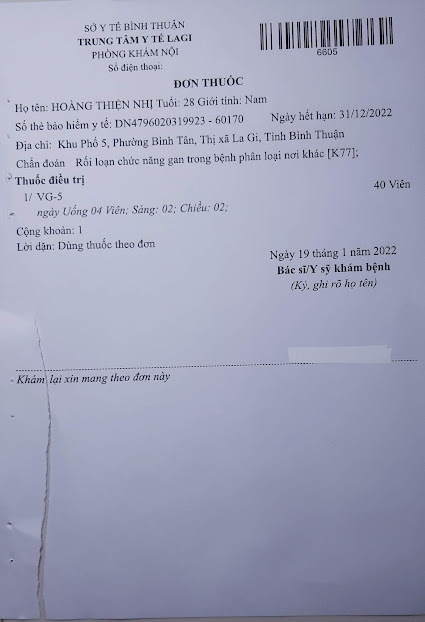 SỞ Y TẾ BÌNH THUẬN
TRUNG TÂM Y TẾ LAGI
PHÒNG KHÁM NỘI
Số điện thoại:
6605
ĐƠN THUỐC
Họ tên: HOÀNG THIỆN NHỊ Tuổi: 28 Giới tính: Nam
Số thẻ bảo hiểm y tế: DN4796020319923 - 60170 Ngày hết hạn: 31/12/2022
Địa chỉ: Khu Phố 5, Phường Bình Tân, Thị xã La Gi, Tỉnh Bình Thuận
Chẩn đoán Rối loạn chức năng gan trong bệnh phân loại nơi khác [K77];
Thuốc điều trị
1/ VG-5 40 Viên
ngày Uống 04 Viên; Sáng: 02; Chiều: 02;
Cộng khoản: 1
Lời dặn: Dùng thuốc theo đơn
Ngày 19 tháng 1 năm 2022
Bác sĩ/Y sỹ khám bệnh
(Ký, ghi rõ họ tên)
- Khám lại xin mang theo đơn này